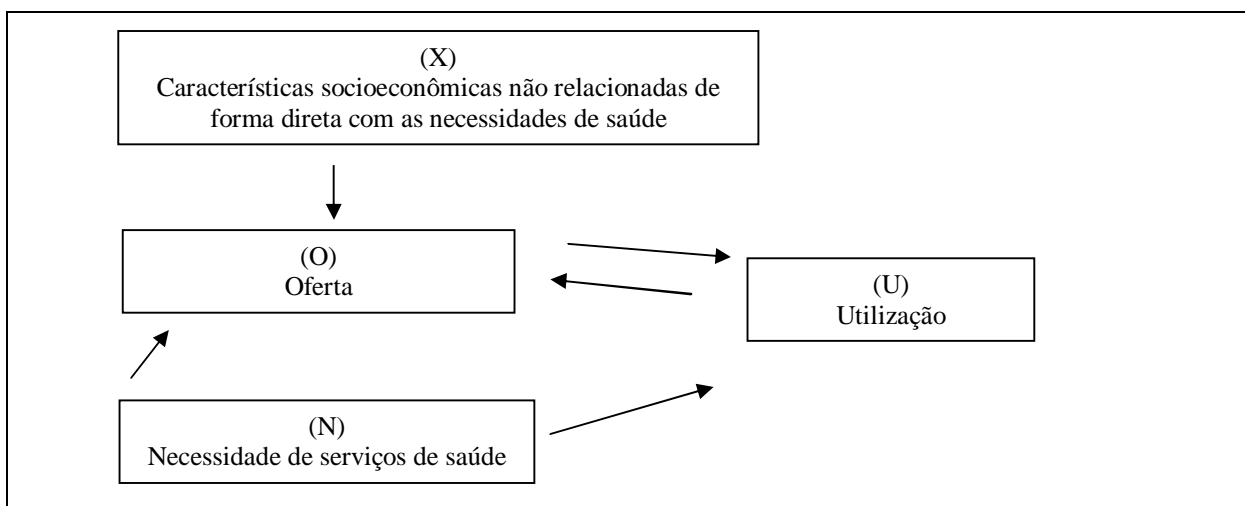 (X)
Características socioeconômicas não relacionadas de
forma direta com as necessidades de saúde
(O)
Oferta
(U)
Utilização
(N)
Necessidade de serviços de saúde